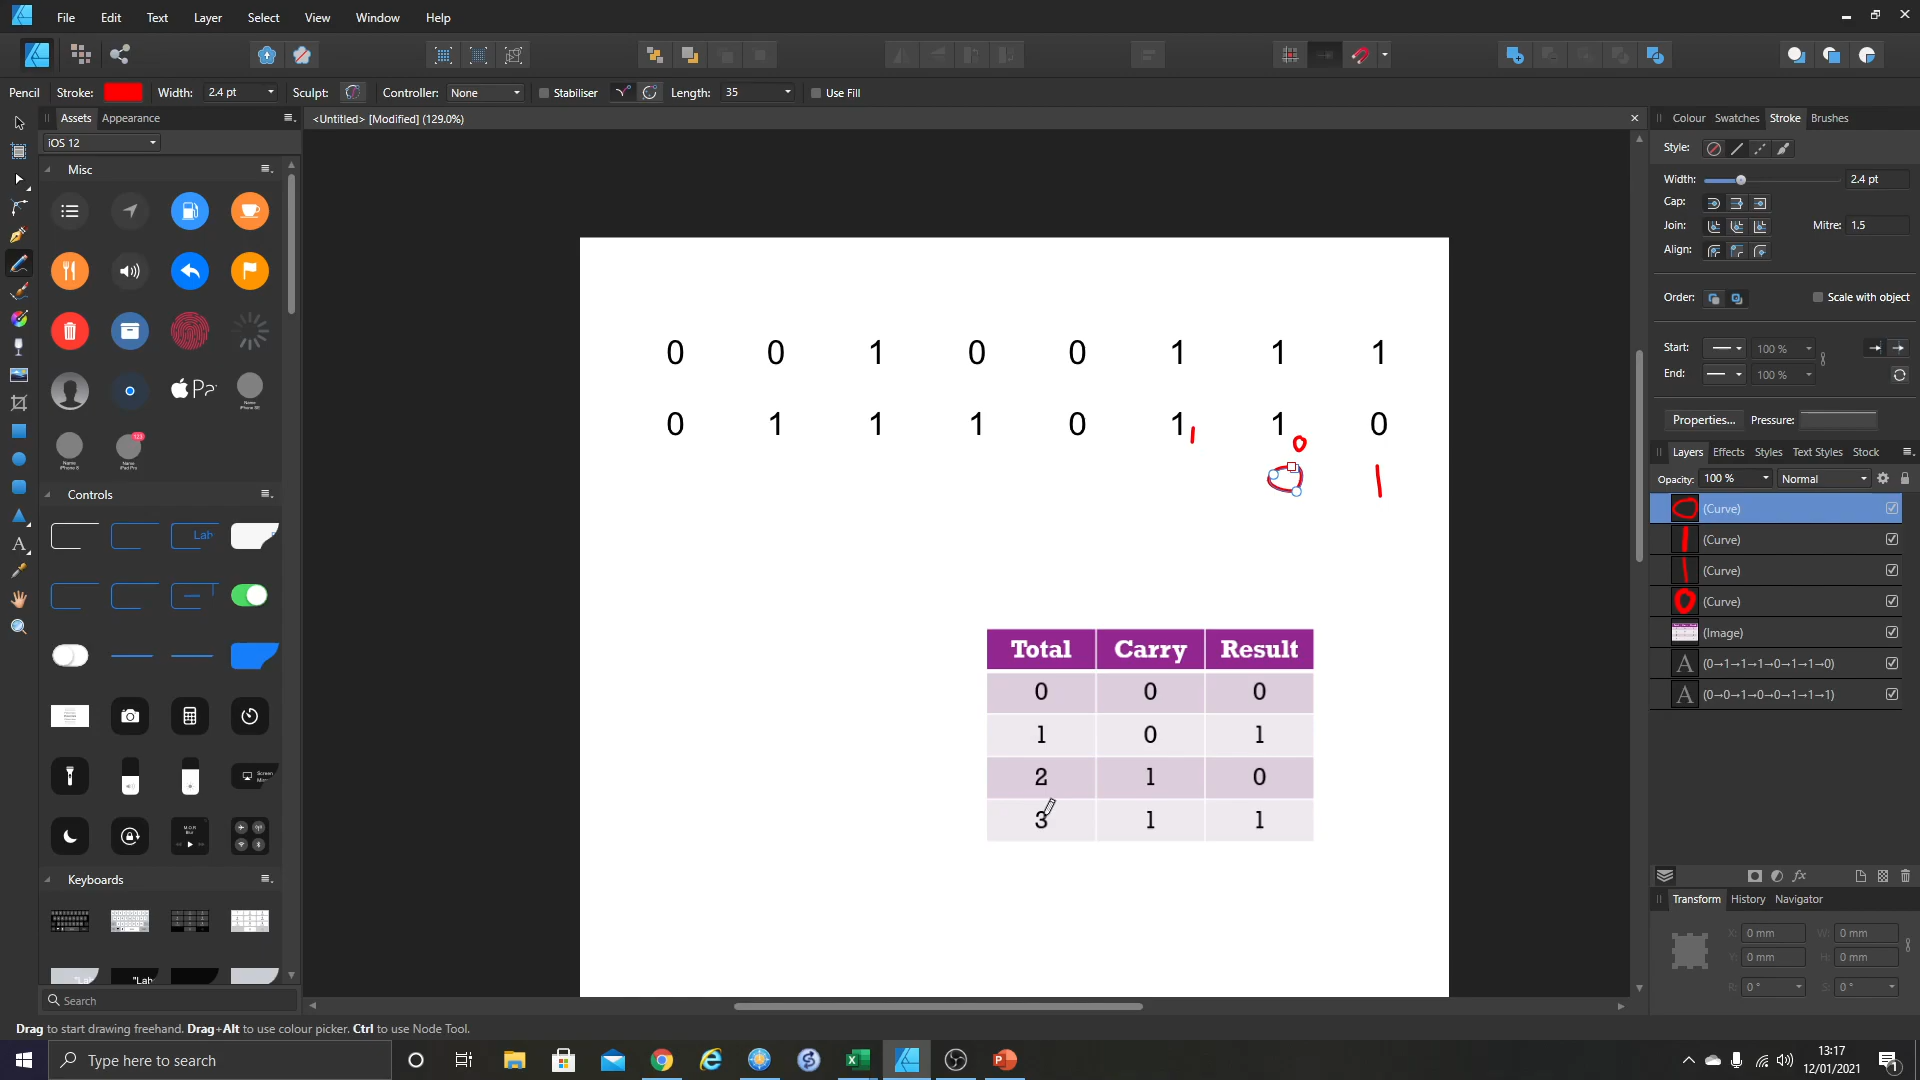 File Edit Text Layer Select View Window Help
Pencil Stroke: Width: 2.4 pt Sculpt: Controller: None Stabiliser Length: 35 Use Fill
Assets Appearance
<Untitled> [Modified] (129.0%)
Colour Swatches Stroke Brushes
iOS 12
Style:
Misc
Width: 2.4 pt
Cap:
Join: Mitre: 1.5
Align:
Order: Scale with object
Start: 100 %
End: 100 %
Properties... Pressure:
0 0 1 0 0 1 1 1
0 1 1 1 0 1 1 0
1 0
0 1
Total Carry Result
0 0 0
1 0 1
2 1 0
3 1 1
Layers Effects Styles Text Styles Stock
Opacity: 100 % Normal
(Curve)
(Curve)
(Curve)
(Curve)
(Image)
(0→1→1→1→0→1→1→0)
(0→0→1→0→0→1→1→1)
Controls
Keyboards
Search
Transform History Navigator
X: 0 mm W: 0 mm
Y: 0 mm H: 0 mm
R: 0 ° S: 0 °
Drag to start drawing freehand. Drag+Alt to use colour picker. Ctrl to use Node Tool.
Type here to search
13:17
12/01/2021
1